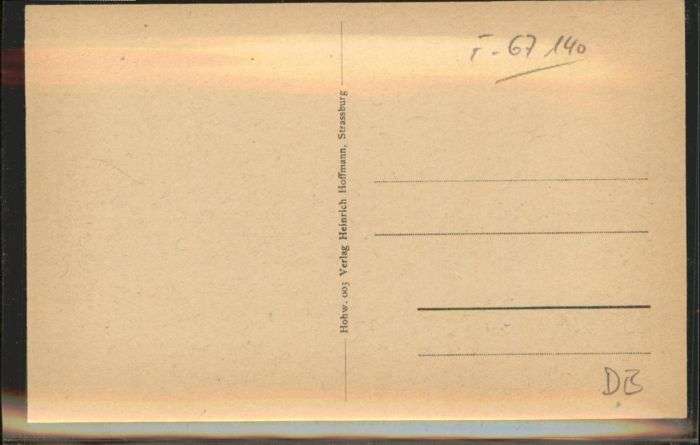 F-67 140
Hohw. 003 Verlag Heinrich Hoffmann, Strassburg
DB